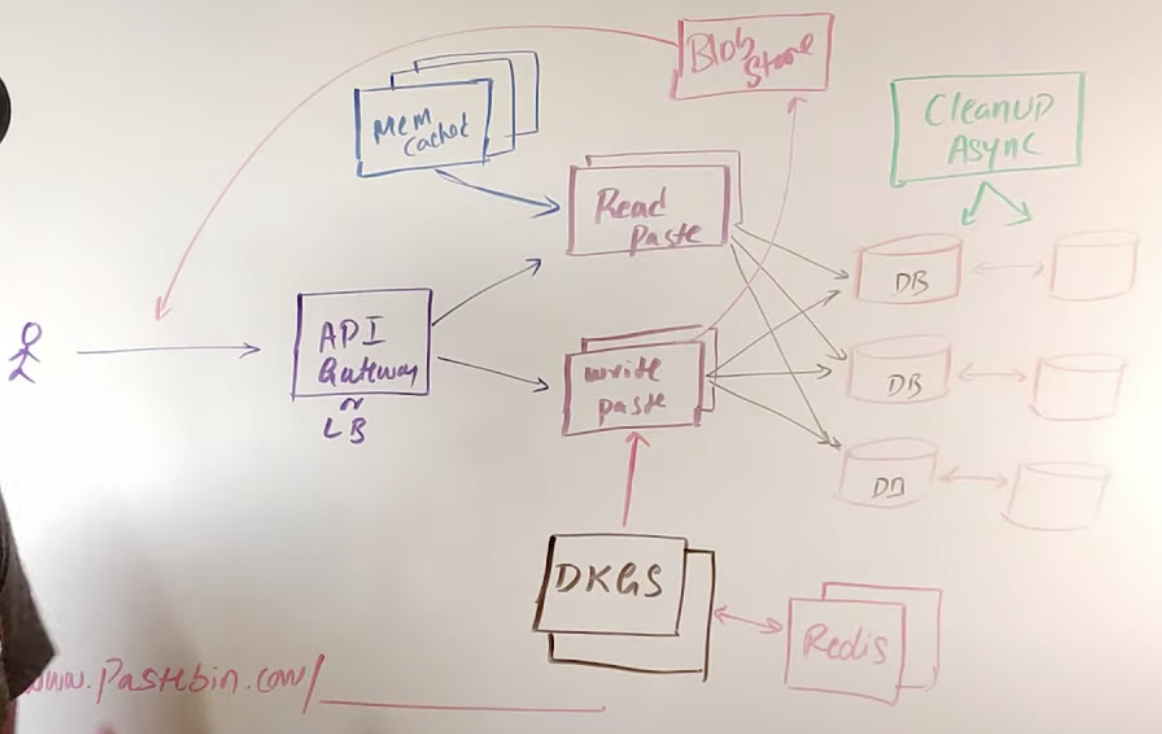 Blob
Store
Mem
Cached
Cleanup
Async
Read
Paste
DB
API
Gateway
or
LB
write
paste
DB
DB
DKGS
Redis
www.Pastebin.com/